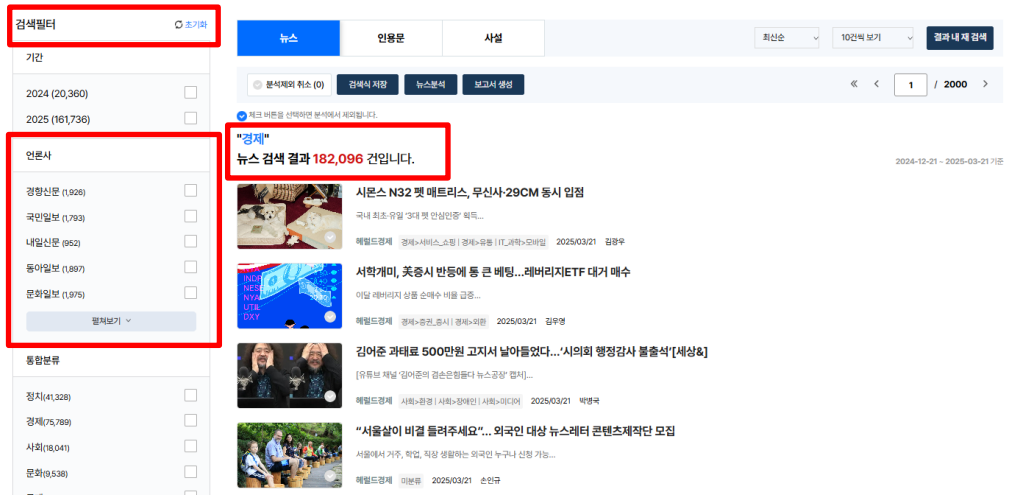 검색필터 초기화
기간
2024 (20,360)
2025 (161,736)
언론사
경향신문 (1,926)
국민일보 (1,793)
내일신문 (952)
동아일보 (1,897)
문화일보 (1,975)
펼쳐보기
통합분류
정치(41,328)
경제(75,789)
사회(18,041)
문화(9,538)
뉴스 인용문 사설
최신순 10건씩 보기 결과 내 재 검색
분석제외 취소 (0) 검색식 저장 뉴스분석 보고서 생성
1 / 2000
체크 버튼을 선택하면 분석에서 제외됩니다.
"경제"
뉴스 검색 결과 182,096 건입니다.
2024-12-21 ~ 2025-03-21 기준
시몬스 N32 펫 매트리스, 무신사·29CM 동시 입점
국내 최초·유일 ‘3대 펫 안심인증’ 획득...
헤럴드경제 경제>서비스_쇼핑 | 경제>유통 | IT_과학>모바일 2025/03/21 김광우
서학개미, 美증시 반등에 통 큰 베팅…레버리지ETF 대거 매수
이달 레버리지 상품 순매수 비율 급증...
헤럴드경제 경제>증권_증시 | 경제>외환 2025/03/21 김우영
김어준 과태료 500만원 고지서 날아들었다…‘시의회 행정감사 불출석’[세상&]
[유튜브 채널 ‘김어준의 겸손은힘들다 뉴스공장’ 캡처]...
헤럴드경제 사회>환경 | 사회>장애인 | 사회>미디어 2025/03/21 박병국
“서울살이 비결 들려주세요”… 외국인 대상 뉴스레터 콘텐츠제작단 모집
서울에서 거주, 학업, 직장 생활하는 외국인 누구나 신청 가능...
헤럴드경제 미분류 2025/03/21 손인규